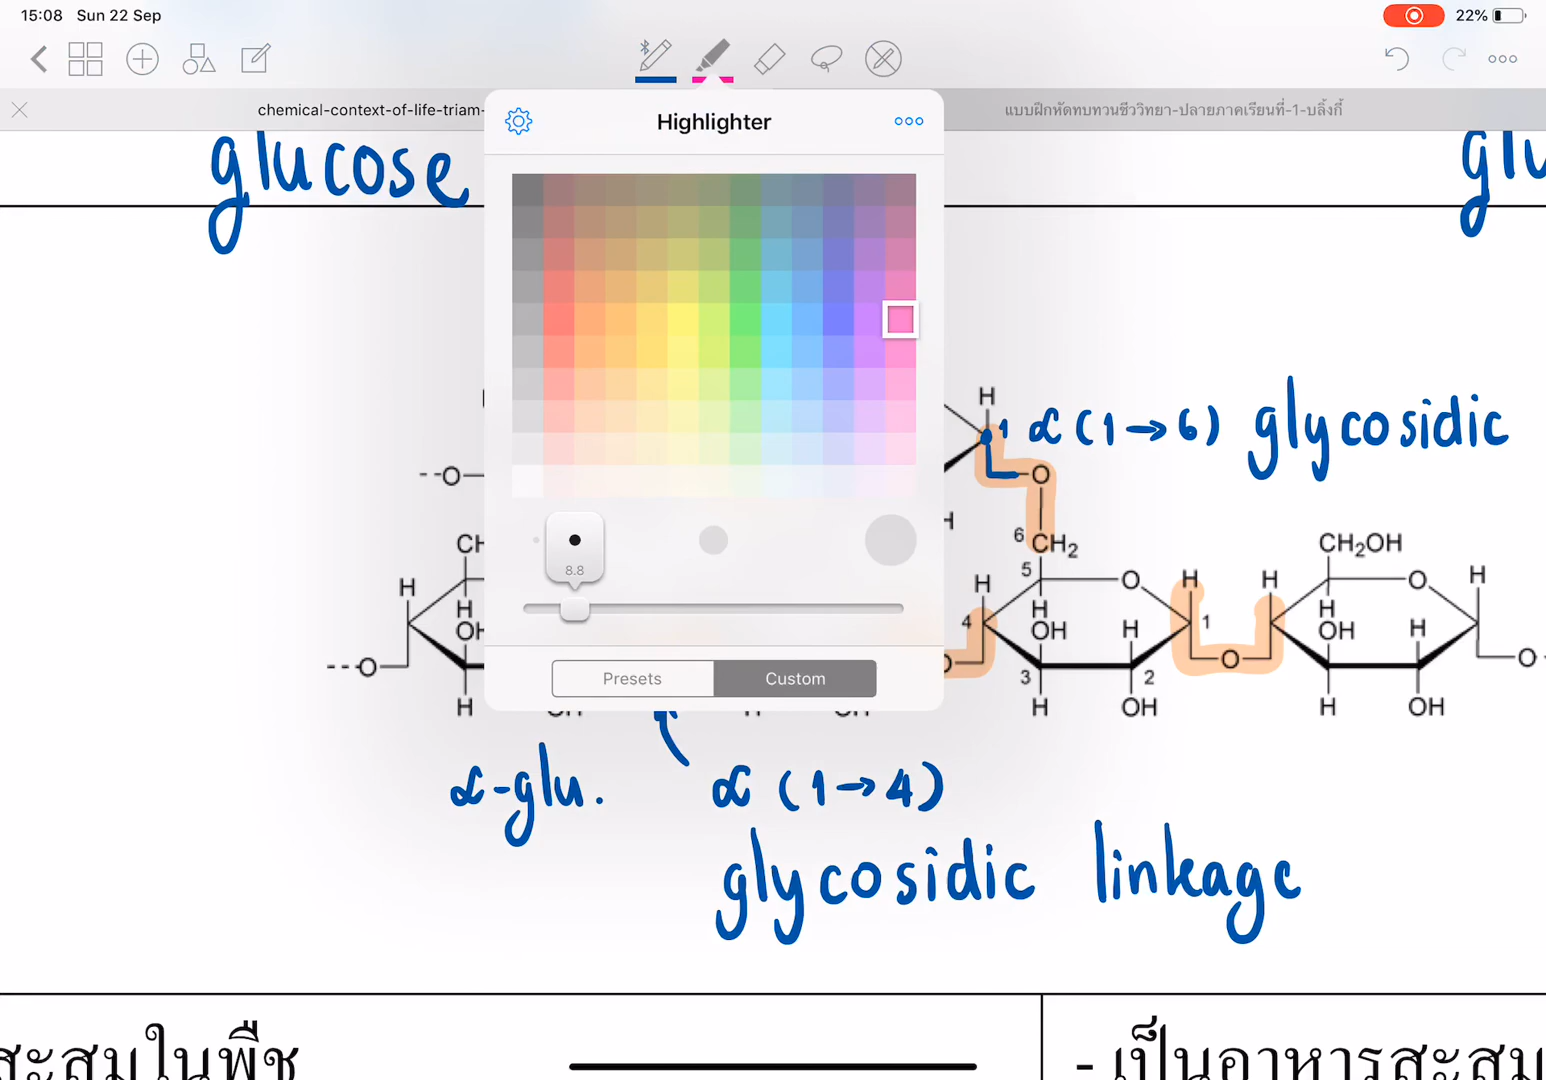 15:08 Sun 22 Sep
22%
chemical-context-of-life-triam-
แบบฝึกหัดทบทวนชีววิทยา-ปลายภาคเรียนที่-1-บลิ้งกี้
Highlighter
glucose
glu
H
1 α(1→6) glycosidic
--O
O
H
6 CH₂
CH₂OH
8.8
H
H
5
O
H
H
O
H
H
OH
4
H
OH
H
1
H
OH
H
--O
O
O
O
Presets
Custom
3
2
H
H
OH
H
OH
α-glu.
α (1→4)
glycosidic linkage
สะสมในพืช
- เป็นอาหารสะสม